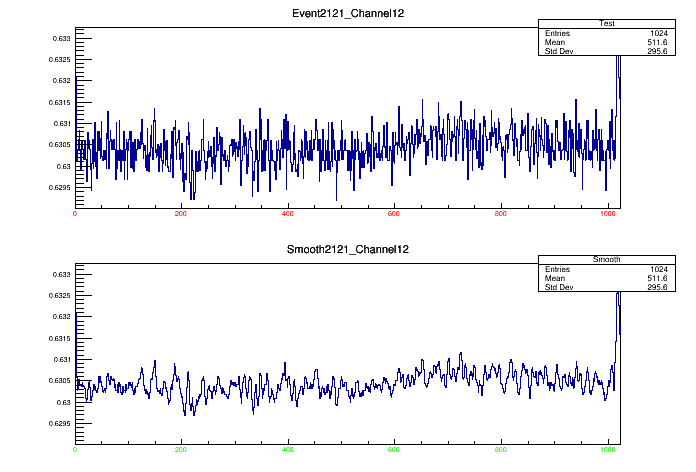 Event2121_Channel12
Test
Entries 1024
Mean 511.6
Std Dev 295.6
0.633
0.6325
0.632
0.6315
0.631
0.6305
0.63
0.6295
0 200 400 600 800 1000
Smooth2121_Channel12
Smooth
Entries 1024
Mean 511.6
Std Dev 295.6
0.633
0.6325
0.632
0.6315
0.631
0.6305
0.63
0.6295
0 200 400 600 800 1000